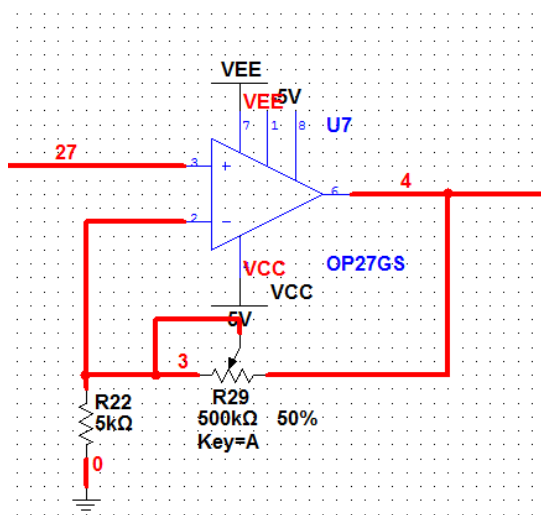 VEE
VEE 5V
7 1 8 U7
27
3 6 4
2
OP27GS
VCC
VCC
5V
3
R29
500kΩ 50%
Key=A
R22
5kΩ
0